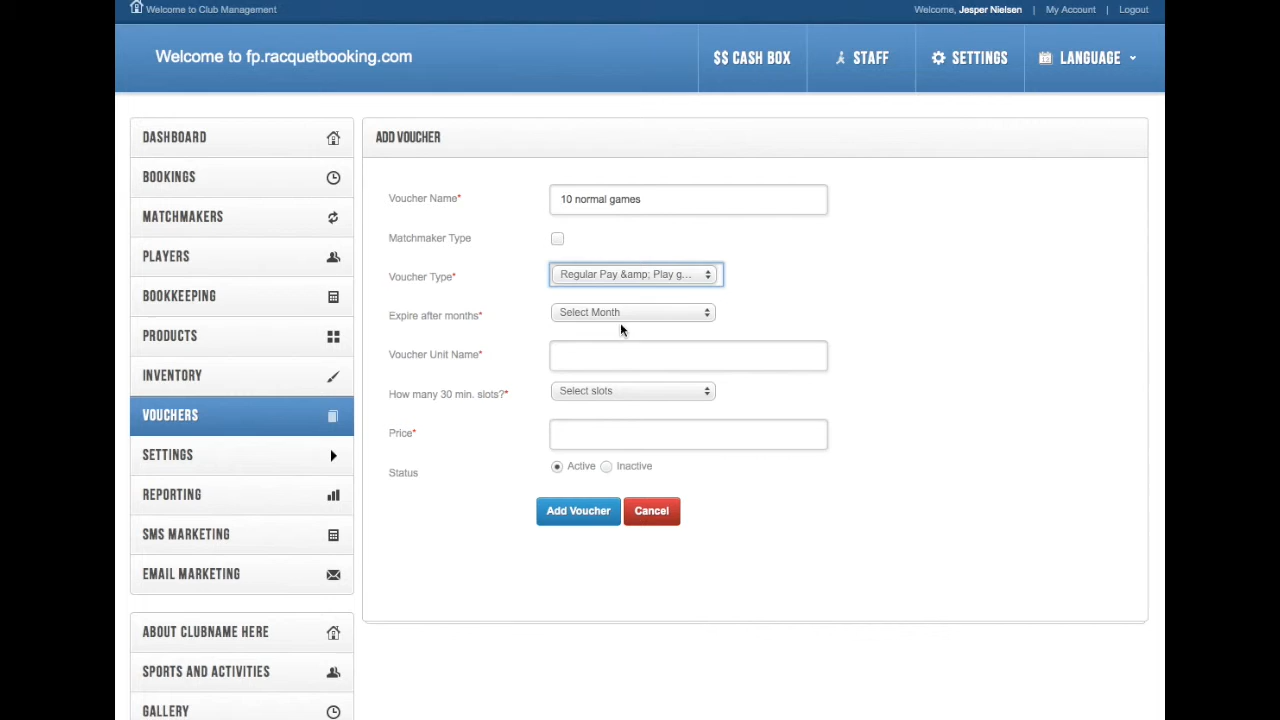 Welcome to Club Management
Welcome, Jesper Nielsen | My Account | Logout
Welcome to fp.racquetbooking.com
$$ CASH BOX
STAFF
SETTINGS
LANGUAGE
DASHBOARD
BOOKINGS
MATCHMAKERS
PLAYERS
BOOKKEEPING
PRODUCTS
INVENTORY
VOUCHERS
SETTINGS
REPORTING
SMS MARKETING
EMAIL MARKETING
ABOUT CLUBNAME HERE
SPORTS AND ACTIVITIES
GALLERY
ADD VOUCHER
Voucher Name* 10 normal games
Matchmaker Type
Voucher Type* Regular Pay &amp; Play g...
Expire after months* Select Month
Voucher Unit Name*
How many 30 min. slots?* Select slots
Price*
Status Active Inactive
Add Voucher Cancel